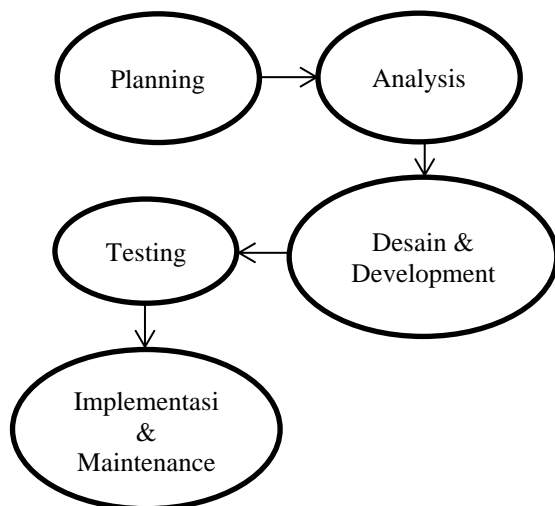 Planning
Analysis
Desain &
Development
Testing
Implementasi
&
Maintenance